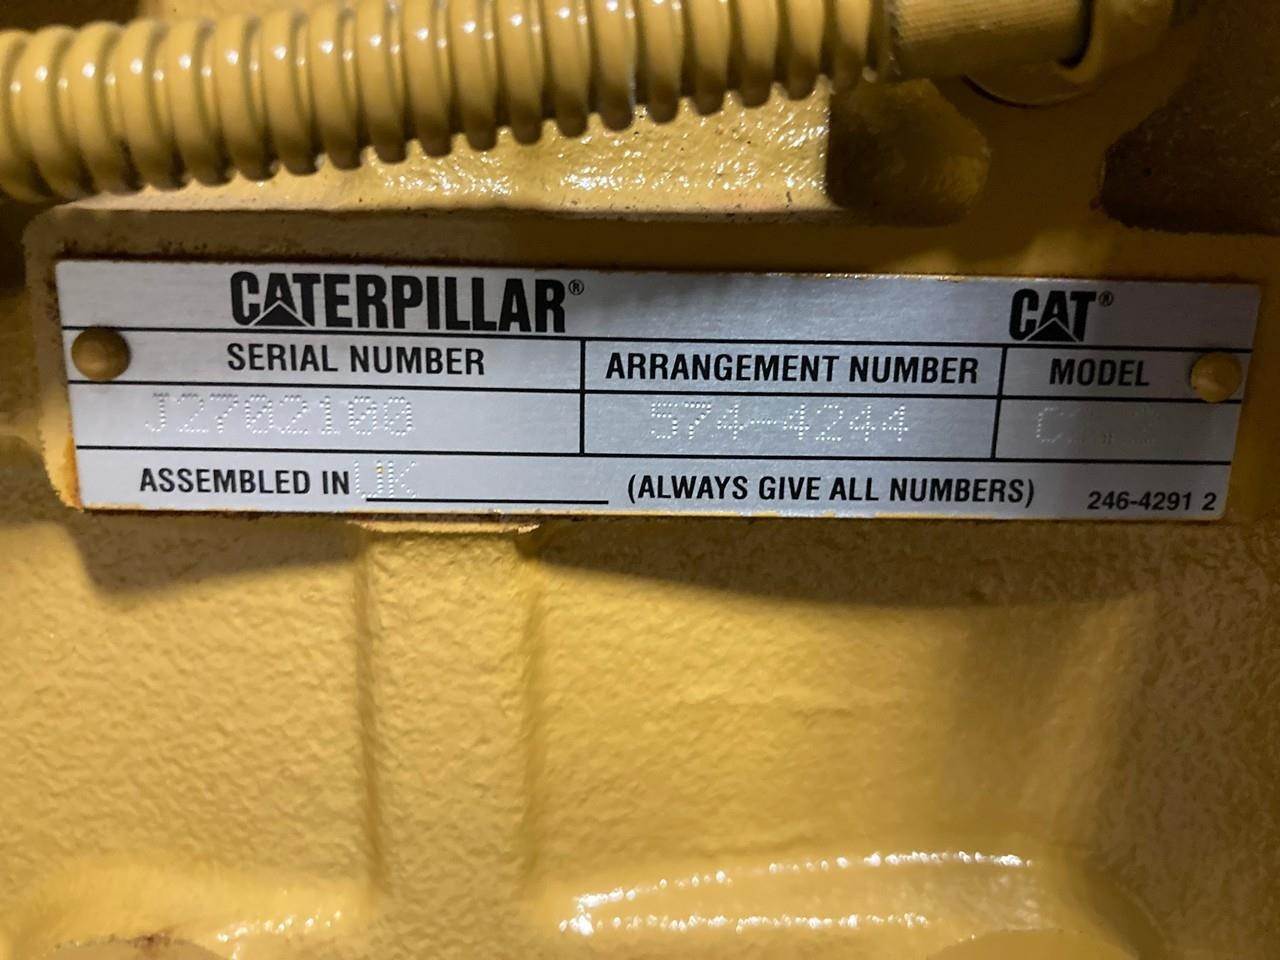 CATERPILLAR® CAT®
SERIAL NUMBER ARRANGEMENT NUMBER MODEL
J2702100 574-4244
ASSEMBLED IN UK (ALWAYS GIVE ALL NUMBERS) 246-4291 2